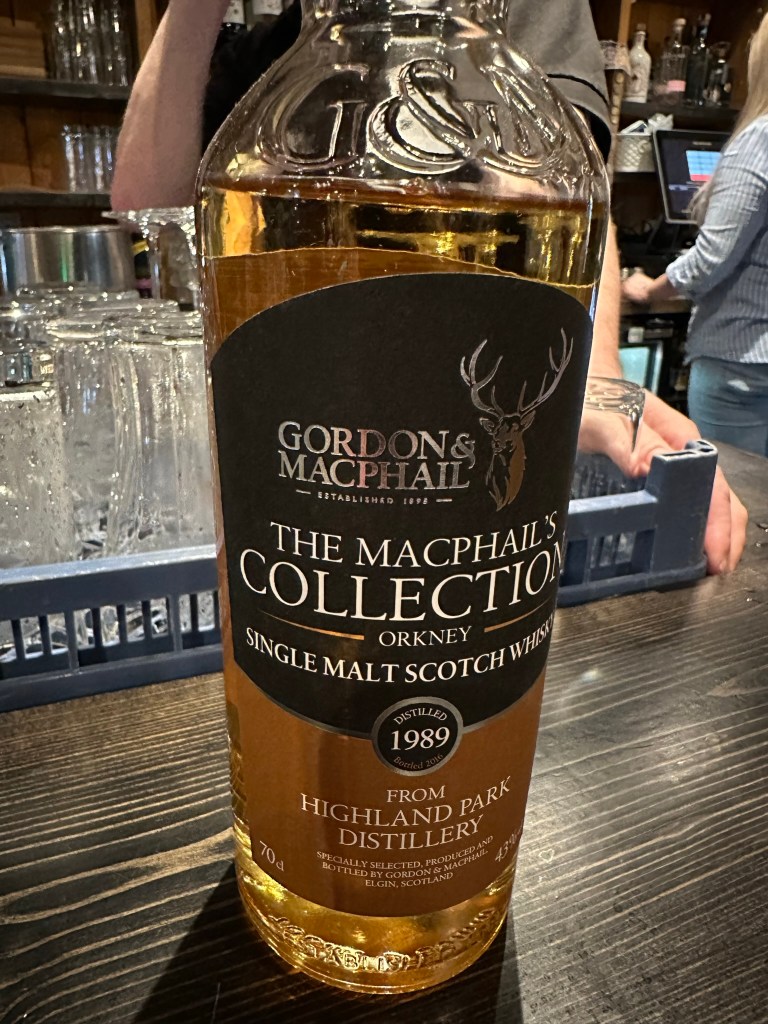 G&M
GORDON&
MACPHAIL
ESTABLISHED 1895
THE MACPHAIL'S
COLLECTION
ORKNEY
SINGLE MALT SCOTCH WHISKY
DISTILLED
1989
Bottled 2016
FROM
HIGHLAND PARK
DISTILLERY
70cl
43%
SPECIALLY SELECTED, PRODUCED AND
BOTTLED BY GORDON & MACPHAIL,
ELGIN, SCOTLAND
ESTABLISHED